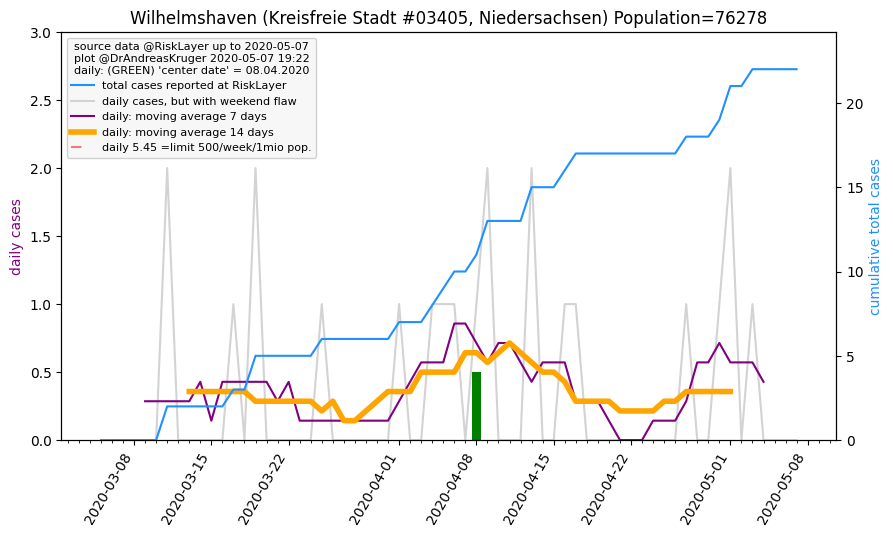 Wilhelmshaven (Kreisfreie Stadt #03405, Niedersachsen) Population=76278
source data @RiskLayer up to 2020-05-07
plot @DrAndreasKruger 2020-05-07 19:22
daily: (GREEN) 'center date' = 08.04.2020
total cases reported at RiskLayer
daily cases, but with weekend flaw
daily: moving average 7 days
daily: moving average 14 days
daily 5.45 =limit 500/week/1mio pop.
daily cases
3.0
2.5
2.0
1.5
1.0
0.5
0.0
cumulative total cases
20
15
10
5
0
2020-03-08
2020-03-15
2020-03-22
2020-04-01
2020-04-08
2020-04-15
2020-04-22
2020-05-01
2020-05-08